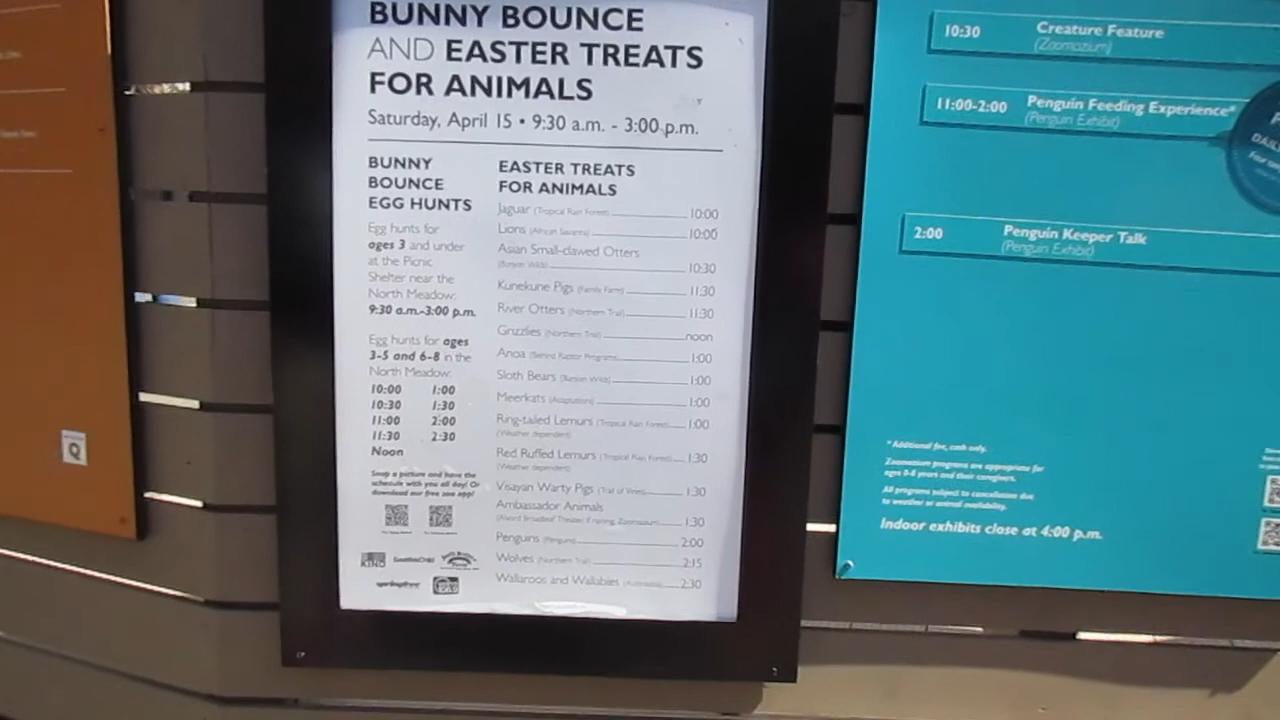 BUNNY BOUNCE
AND EASTER TREATS
FOR ANIMALS
Saturday, April 15 • 9:30 a.m. - 3:00 p.m.
BUNNY
BOUNCE
EGG HUNTS
Egg hunts for
ages 3 and under
at the Picnic
Shelter near the
North Meadow:
9:30 a.m.-3:00 p.m.
Egg hunts for ages
3-5 and 6-8 in the
North Meadow:
10:00 1:00
10:30 1:30
11:00 2:00
11:30 2:30
Noon
Snap a picture and have the
schedule with you all day! Or
download our free zoo app!
EASTER TREATS
FOR ANIMALS
Jaguar (Tropical Rain Forest) 10:00
Lions (African Savanna) 10:00
Asian Small-clawed Otters
(Banyan Wilds) 10:30
Kunekune Pigs (Family Farm) 11:30
River Otters (Northern Trail) 11:30
Grizzlies (Northern Trail) noon
Anoa (Behind Raptor Programs) 1:00
Sloth Bears (Banyan Wilds) 1:00
Meerkats (Adaptations) 1:00
Ring-tailed Lemurs (Tropical Rain Forest) 1:00
(Weather dependent)
Red Ruffed Lemurs (Tropical Rain Forest) 1:30
(Weather dependent)
Visayan Warty Pigs (Trail of Vines) 1:30
Ambassador Animals
1:30
Penguins (Penguins) 2:00
Wolves (Northern Trail) 2:15
Wallaroos and Wallabies 2:30
10:30 Creature Feature
(Zoomazium)
11:00-2:00 Penguin Feeding Experience*
(Penguin Exhibit)
2:00 Penguin Keeper Talk
(Penguin Exhibit)
* Additional fee, cash only.
Zoomazium programs are appropriate for
ages 0-8 years and their caregivers.
All programs subject to cancellation due
to weather or animal availability.
Indoor exhibits close at 4:00 p.m.